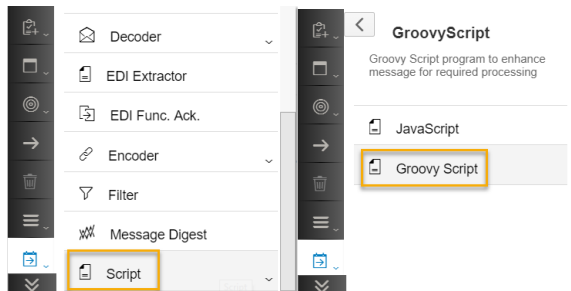 Decoder
EDI Extractor
EDI Func. Ack.
Encoder
Filter
Message Digest
Script
GroovyScript
Groovy Script program to enhance
message for required processing
JavaScript
Groovy Script